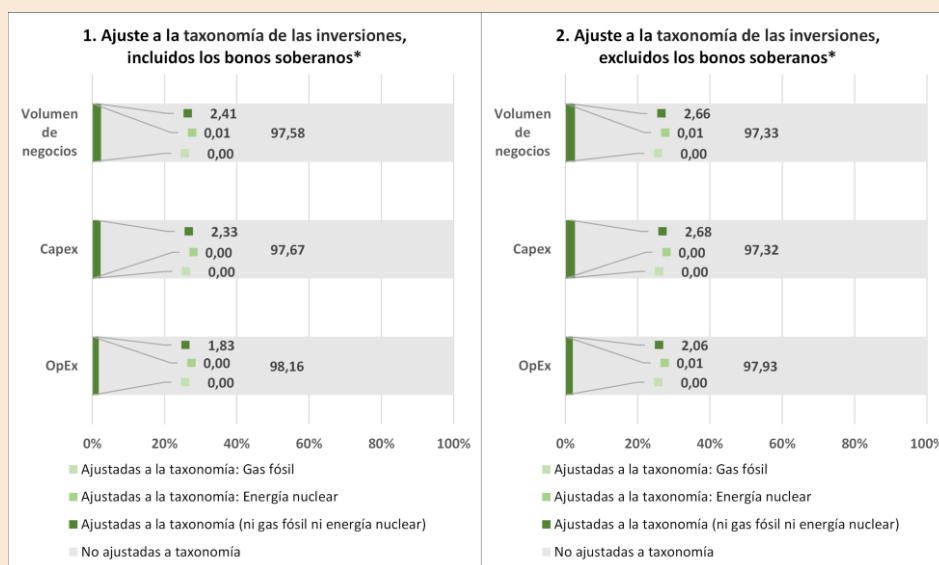 1. Ajuste a la taxonomía de las inversiones,
incluidos los bonos soberanos*
Volumen
de
negocios
2,41
0,01
0,00
97,58
Capex
2,33
0,00
0,00
97,67
OpEx
1,83
0,00
0,00
98,16
0% 20% 40% 60% 80% 100%
Ajustadas a la taxonomía: Gas fósil
Ajustadas a la taxonomía: Energía nuclear
Ajustadas a la taxonomía (ni gas fósil ni energía nuclear)
No ajustadas a taxonomía
2. Ajuste a la taxonomía de las inversiones,
excluidos los bonos soberanos*
Volumen
de
negocios
2,66
0,01
0,00
97,33
Capex
2,68
0,00
0,00
97,32
OpEx
2,06
0,01
0,00
97,93
0% 20% 40% 60% 80% 100%
Ajustadas a la taxonomía: Gas fósil
Ajustadas a la taxonomía: Energía nuclear
Ajustadas a la taxonomía (ni gas fósil ni energía nuclear)
No ajustadas a taxonomía